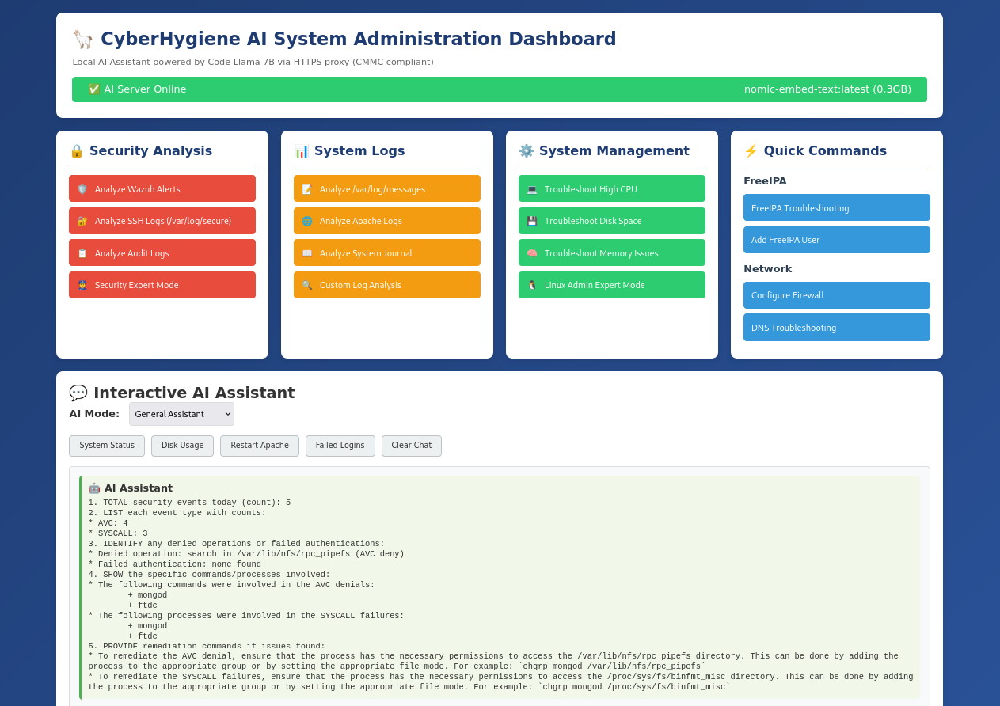 CyberHygiene AI System Administration Dashboard
Local AI Assistant powered by Code Llama 7B via HTTPS proxy (CMMC compliant)
✅ AI Server Online
nomic-embed-text:latest (0.3GB)
Security Analysis
Analyze Wazuh Alerts
Analyze SSH Logs (/var/log/secure)
Analyze Audit Logs
Security Expert Mode
System Logs
Analyze /var/log/messages
Analyze Apache Logs
Analyze System Journal
Custom Log Analysis
System Management
Troubleshoot High CPU
Troubleshoot Disk Space
Troubleshoot Memory Issues
Linux Admin Expert Mode
Quick Commands
FreeIPA
FreeIPA Troubleshooting
Add FreeIPA User
Network
Configure Firewall
DNS Troubleshooting
Interactive AI Assistant
AI Mode: General Assistant
System Status Disk Usage Restart Apache Failed Logins Clear Chat
AI Assistant
1. TOTAL security events today (count): 5
2. LIST each event type with counts:
* AVC: 4
* SYSCALL: 3
3. IDENTIFY any denied operations or failed authentications:
* Denied operation: search in /var/lib/nfs/rpc_pipefs (AVC deny)
* Failed authentication: none found
4. SHOW the specific commands/processes involved:
* The following commands were involved in the AVC denials:
+ mongod
+ ftdc
* The following processes were involved in the SYSCALL failures:
+ mongod
+ ftdc
5. PROVIDE remediation commands if issues found:
* To remediate the AVC denial, ensure that the process has the necessary permissions to access the /var/lib/nfs/rpc_pipefs directory. This can be done by adding the
process to the appropriate group or by setting the appropriate file mode. For example: `chgrp mongod /var/lib/nfs/rpc_pipefs`
* To remediate the SYSCALL failures, ensure that the process has the necessary permissions to access the /proc/sys/fs/binfmt_misc directory. This can be done by adding
the process to the appropriate group or by setting the appropriate file mode. For example: `chgrp mongod /proc/sys/fs/binfmt_misc`